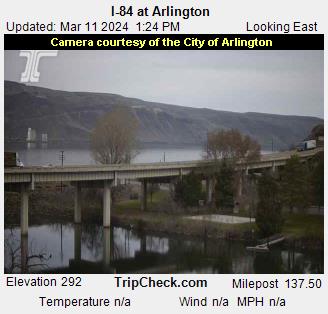 I-84 at Arlington
Updated: Mar 11 2024 1:24 PM Looking East
Camera courtesy of the City of Arlington
Elevation 292 TripCheck.com Milepost 137.50
Temperature n/a Wind n/a MPH n/a